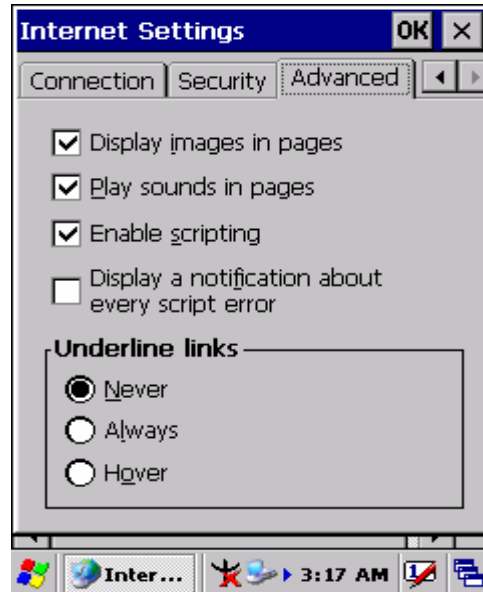 Internet Settings OK ×
Connection Security Advanced
Display images in pages
Play sounds in pages
Enable scripting
Display a notification about
every script error
Underline links
Never
Always
Hover
Inter... 3:17 AM